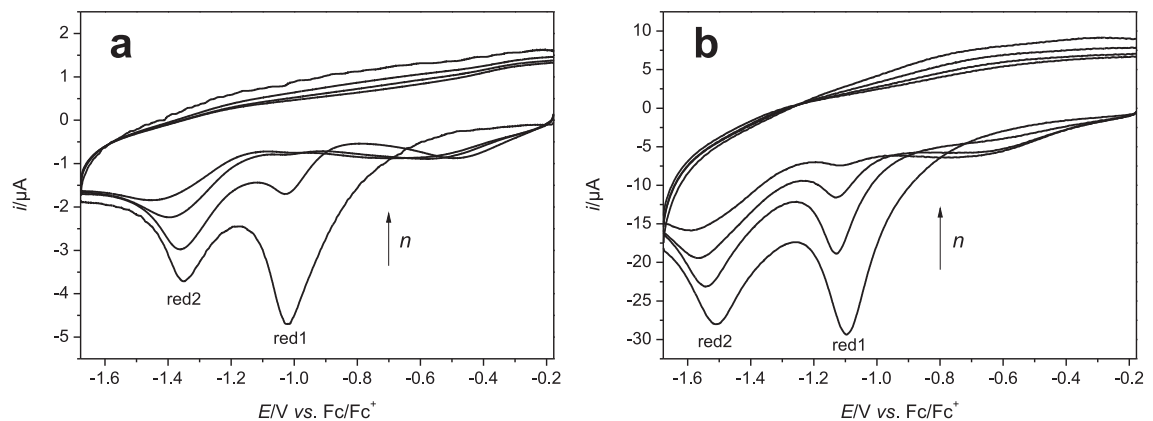 a
2
1
0
-1
-2
-3
-4
-5
i/µA
n
red2
red1
-1.6 -1.4 -1.2 -1.0 -0.8 -0.6 -0.4 -0.2
E/V vs. Fc/Fc⁺
b
10
5
0
-5
-10
-15
-20
-25
-30
i/µA
n
red2
red1
-1.6 -1.4 -1.2 -1.0 -0.8 -0.6 -0.4 -0.2
E/V vs. Fc/Fc⁺